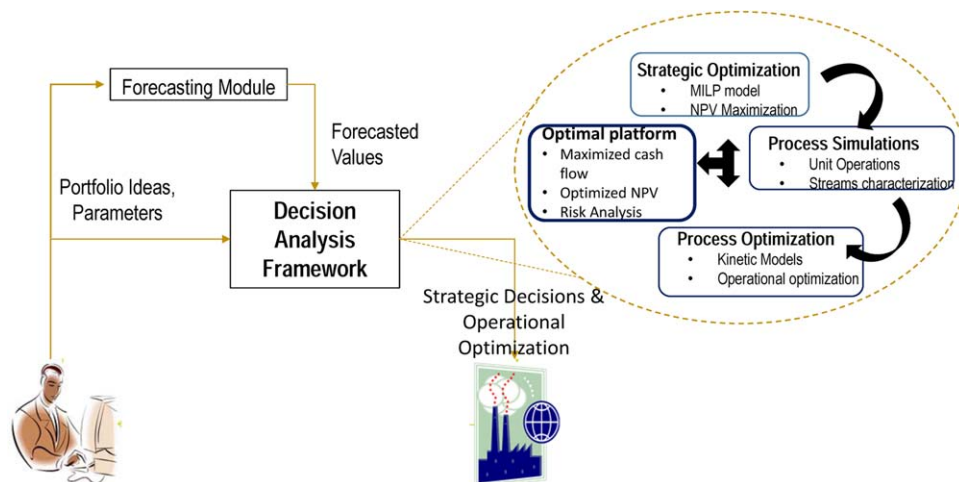 Forecasting Module
Forecasted
Values
Portfolio Ideas,
Parameters
Decision
Analysis
Framework
Strategic Decisions &
Operational
Optimization
Strategic Optimization
• MILP model
• NPV Maximization
Optimal platform
• Maximized cash
flow
• Optimized NPV
• Risk Analysis
Process Simulations
• Unit Operations
• Streams characterization
Process Optimization
• Kinetic Models
• Operational optimization